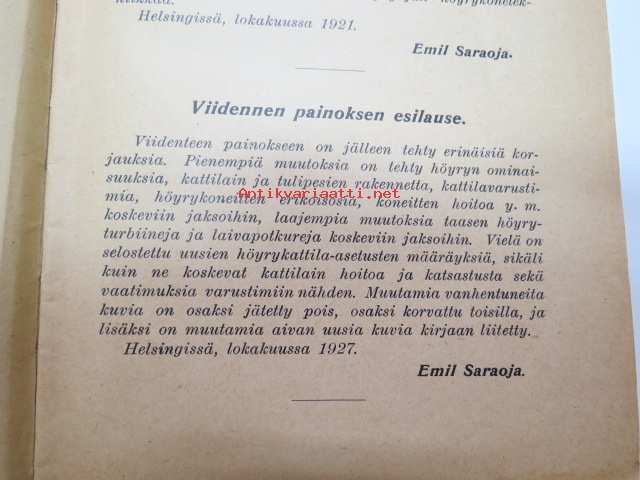 Helsingissä, lokakuussa 1921.
Emil Saraoja.
Viidennen painoksen esilause.
Viidenteen painokseen on jälleen tehty erinäisiä kor-
jauksia. Pienempiä muutoksia on tehty höyryn ominai-
suuksia, kattilain ja tulipesien rakennetta, kattilavarusti-
Antikvariaatti.net
mia, höyrykoneitten erikoisosia, koneitten hoitoa y. m.
koskeviin jaksoihin, laajempia muutoksia taasen höyry-
turbiineja ja laivapotkureja koskeviin jaksoihin. Vielä on
selostettu uusien höyrykattila-asetusten määräyksiä, sikäli
kuin ne koskevat kattilain hoitoa ja katsastusta sekä
vaatimuksia varustimiin nähden. Muutamia vanhentuneita
kuvia on osaksi jätetty pois, osaksi korvattu toisilla, ja
lisäksi on muutamia aivan uusia kuvia kirjaan liitetty.
Helsingissä, lokakuussa 1927.
Emil Saraoja.